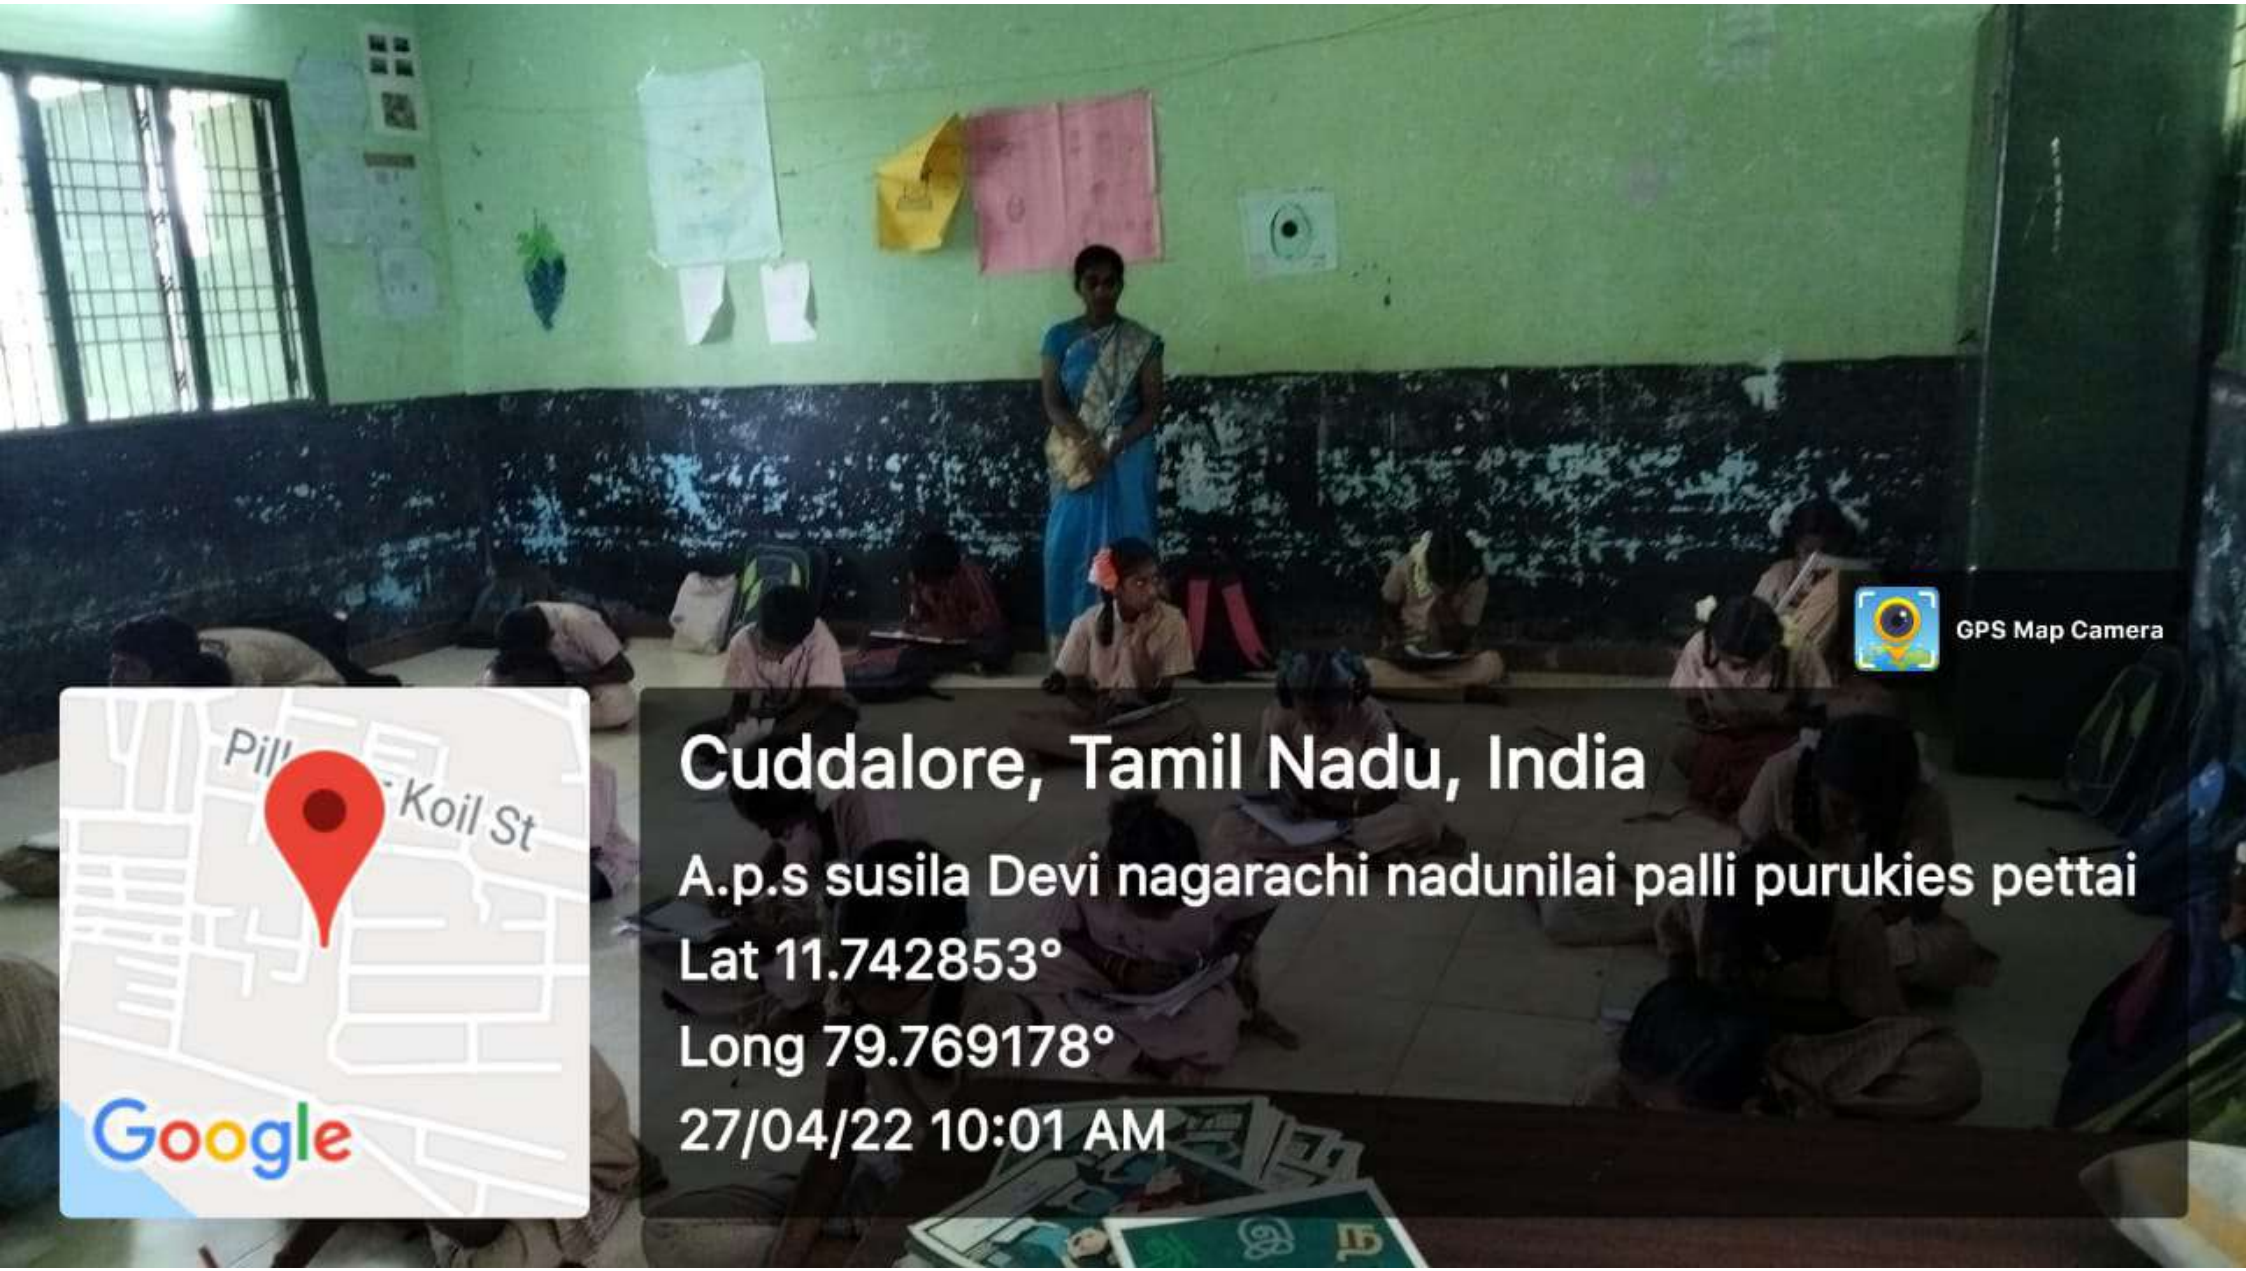 GPS Map Camera
Koil St
Cuddalore, Tamil Nadu, India
A.p.s susila Devi nagarachi nadunilai palli purukies pettai
Lat 11.742853°
Long 79.769178°
27/04/22 10:01 AM
Google